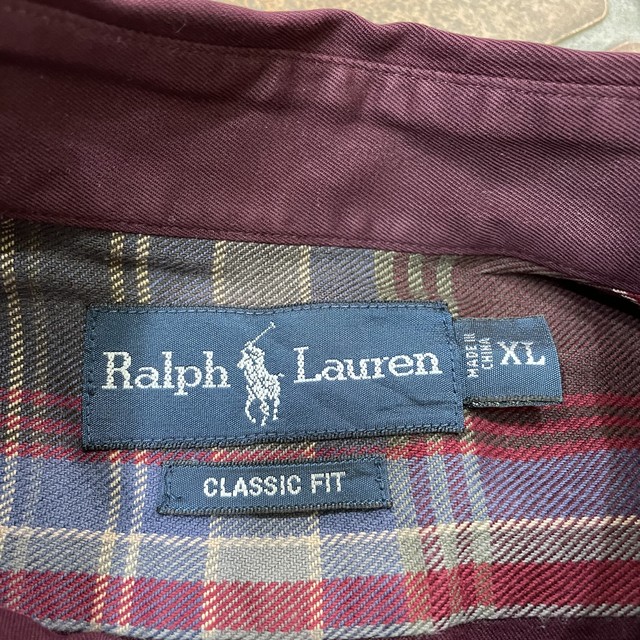 Ralph Lauren
MADE IN
CHINA
XL
CLASSIC FIT